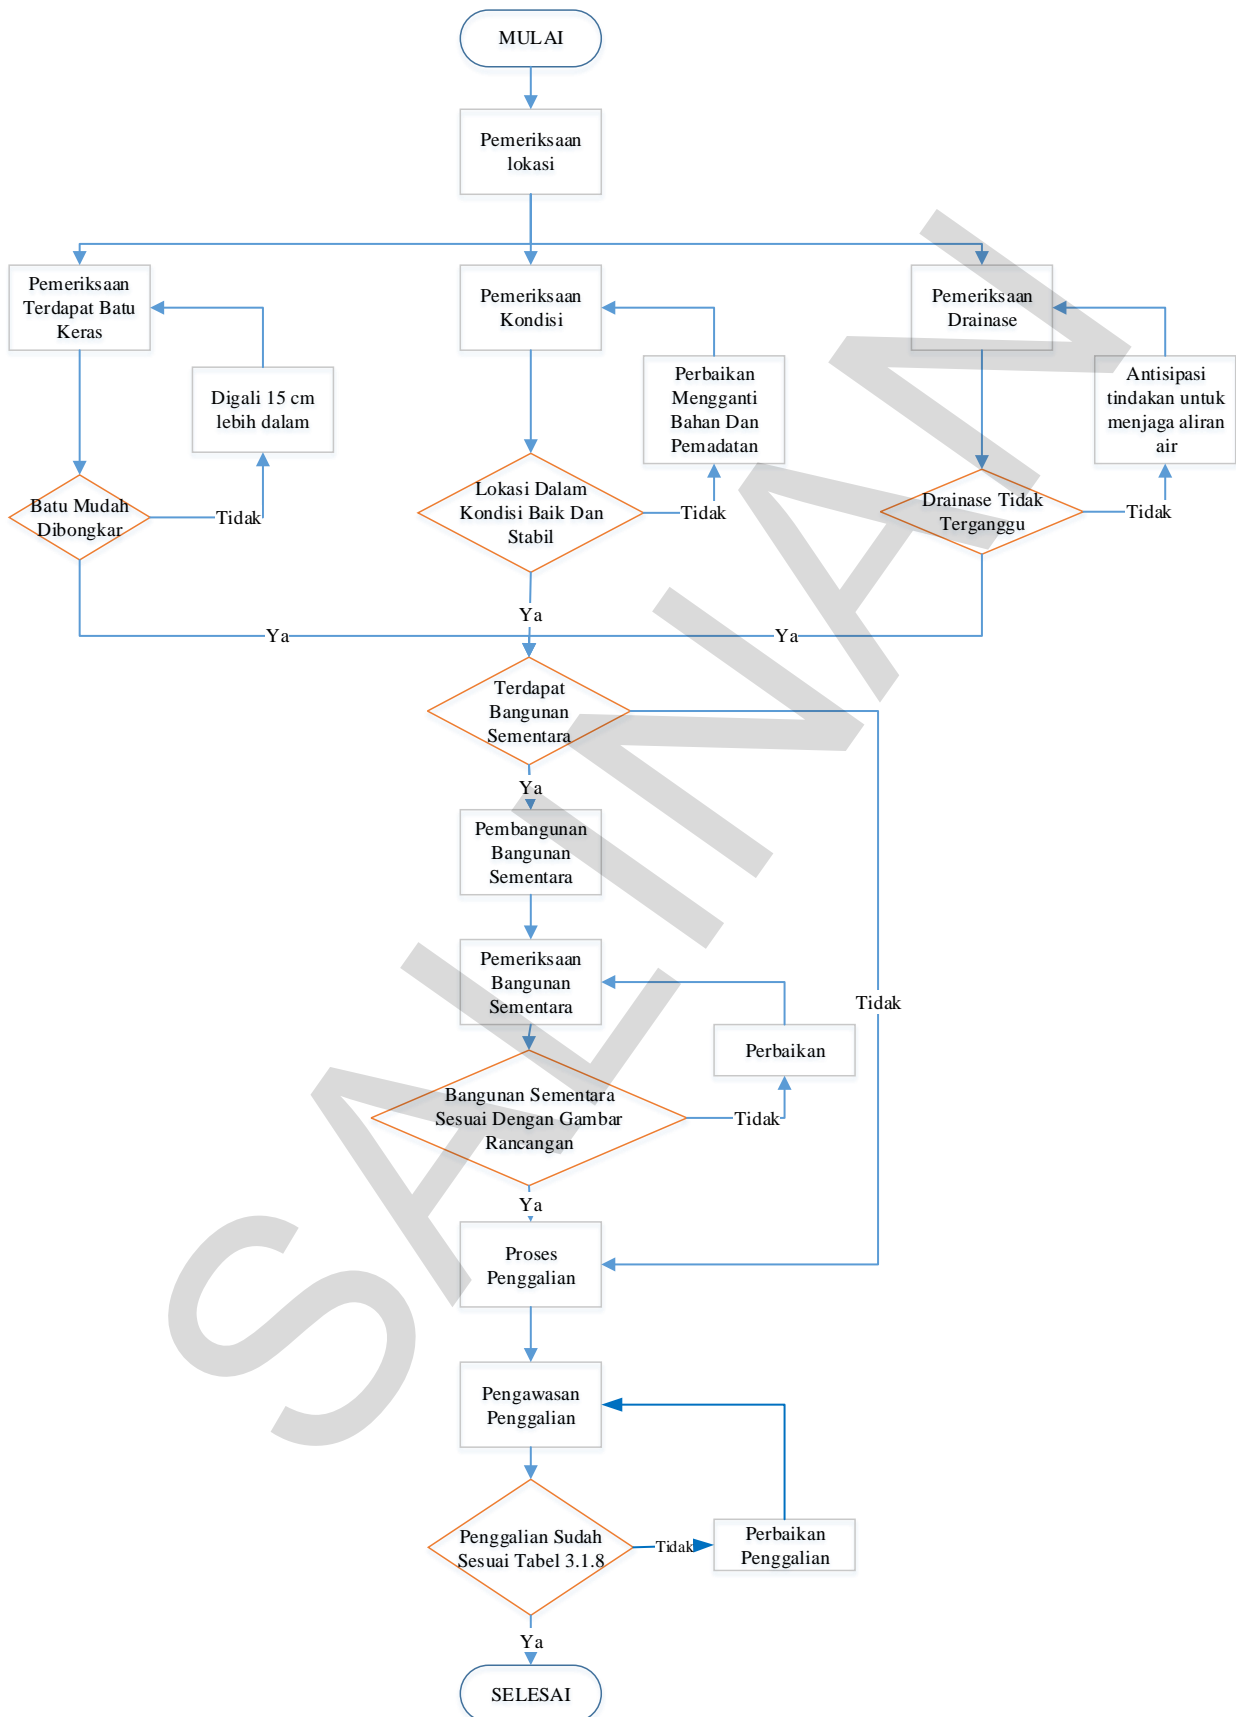 MULAI
Pemeriksaan
lokasi
Pemeriksaan
Terdapat Batu
Keras
Digali 15 cm
lebih dalam
Batu Mudah
Dibongkar
Tidak
Pemeriksaan
Kondisi
Perbaikan
Mengganti
Bahan Dan
Pemadatan
Lokasi Dalam
Kondisi Baik Dan
Stabil
Tidak
Pemeriksaan
Drainase
Antisipasi
tindakan untuk
menjaga aliran
air
Drainase Tidak
Terganggu
Tidak
Ya
Ya
Ya
Terdapat
Bangunan
Sementara
Ya
Pembangunan
Bangunan
Sementara
Pemeriksaan
Bangunan
Sementara
Tidak
Perbaikan
Bangunan Sementara
Sesuai Dengan Gambar
Rancangan
Tidak
Ya
Proses
Penggalian
Pengawasan
Penggalian
Penggalian Sudah
Sesuai Tabel 3.1.8
Tidak
Perbaikan
Penggalian
Ya
SELESAI
SALINAN